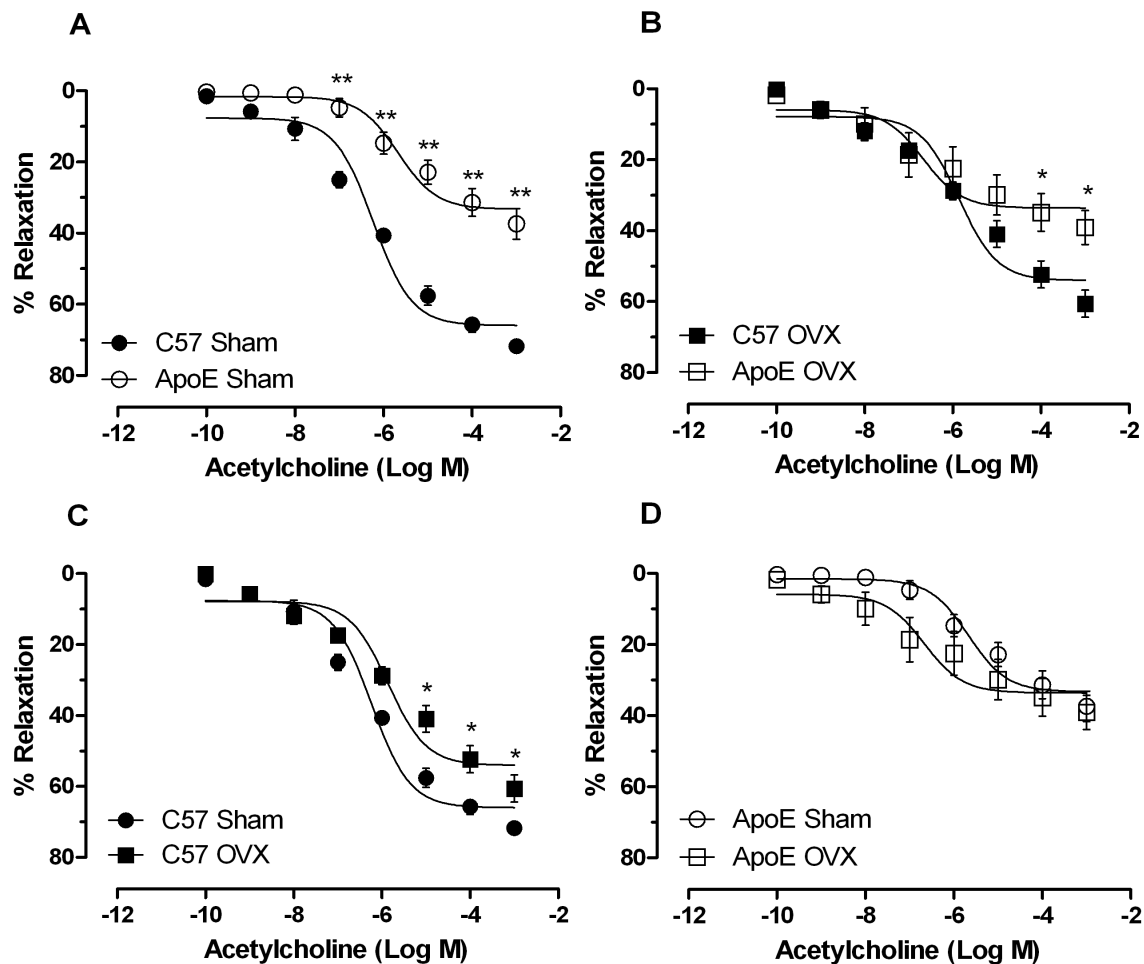 A
0
20
40
60
80
% Relaxation
** ** ** ** **
C57 Sham
ApoE Sham
-12 -10 -8 -6 -4 -2
Acetylcholine (Log M)
B
0
20
40
60
80
% Relaxation
* *
C57 OVX
ApoE OVX
-12 -10 -8 -6 -4 -2
Acetylcholine (Log M)
C
0
20
40
60
80
% Relaxation
* * *
C57 Sham
C57 OVX
-12 -10 -8 -6 -4 -2
Acetylcholine (Log M)
D
0
20
40
60
80
% Relaxation
ApoE Sham
ApoE OVX
-12 -10 -8 -6 -4 -2
Acetylcholine (Log M)